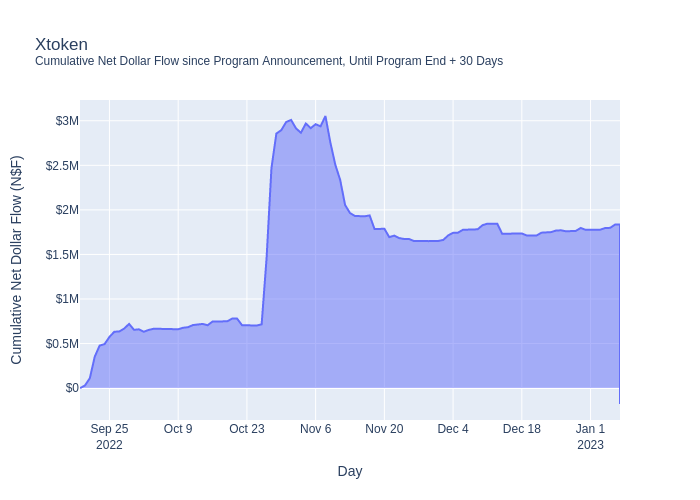 Xtoken
Cumulative Net Dollar Flow since Program Announcement, Until Program End + 30 Days
Cumulative Net Dollar Flow (N$F)
$3M
$2.5M
$2M
$1.5M
$1M
$0.5M
$0
Sep 25 Oct 9 Oct 23 Nov 6 Nov 20 Dec 4 Dec 18 Jan 1
2022 2023
Day